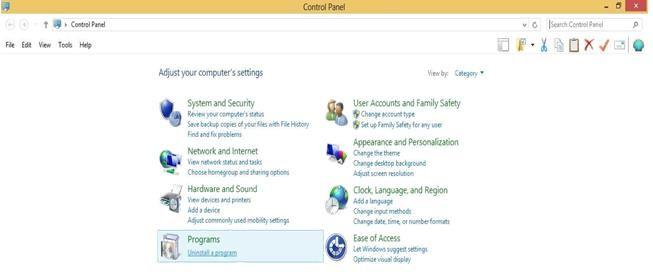 Control Panel
Control Panel
Search Control Panel
File Edit View Tools Help
Adjust your computer's settings
View by: Category
System and Security
Review your computer's status
Save backup copies of your files with File History
Find and fix problems
Network and Internet
View network status and tasks
Choose homegroup and sharing options
Hardware and Sound
View devices and printers
Add a device
Adjust commonly used mobility settings
Programs
Uninstall a program
User Accounts and Family Safety
Change account type
Set up Family Safety for any user
Appearance and Personalization
Change the theme
Change desktop background
Adjust screen resolution
Clock, Language, and Region
Add a language
Change input methods
Change date, time, or number formats
Ease of Access
Let Windows suggest settings
Optimize visual display